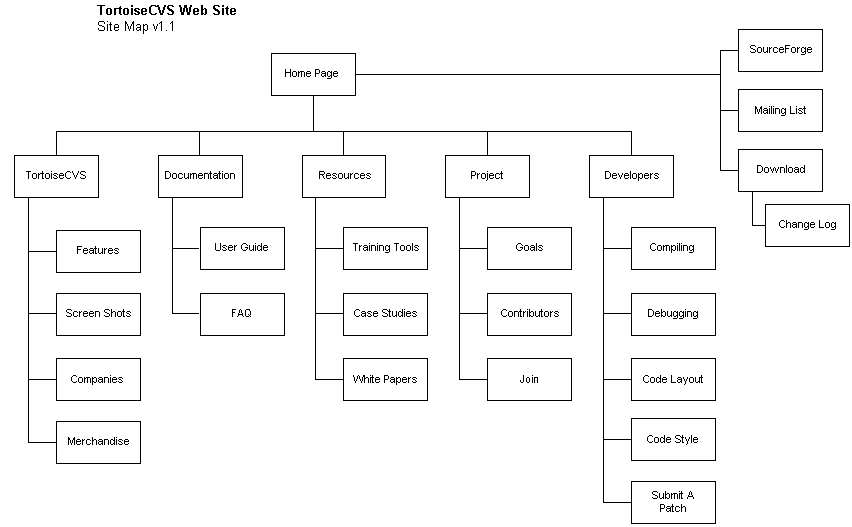 TortoiseCVS Web Site
Site Map v1.1
SourceForge
Home Page
Mailing List
Download
TortoiseCVS
Documentation
Resources
Project
Developers
Change Log
Features
User Guide
Training Tools
Goals
Compiling
Screen Shots
FAQ
Case Studies
Contributors
Debugging
Companies
White Papers
Join
Code Layout
Merchandise
Code Style
Submit A
Patch